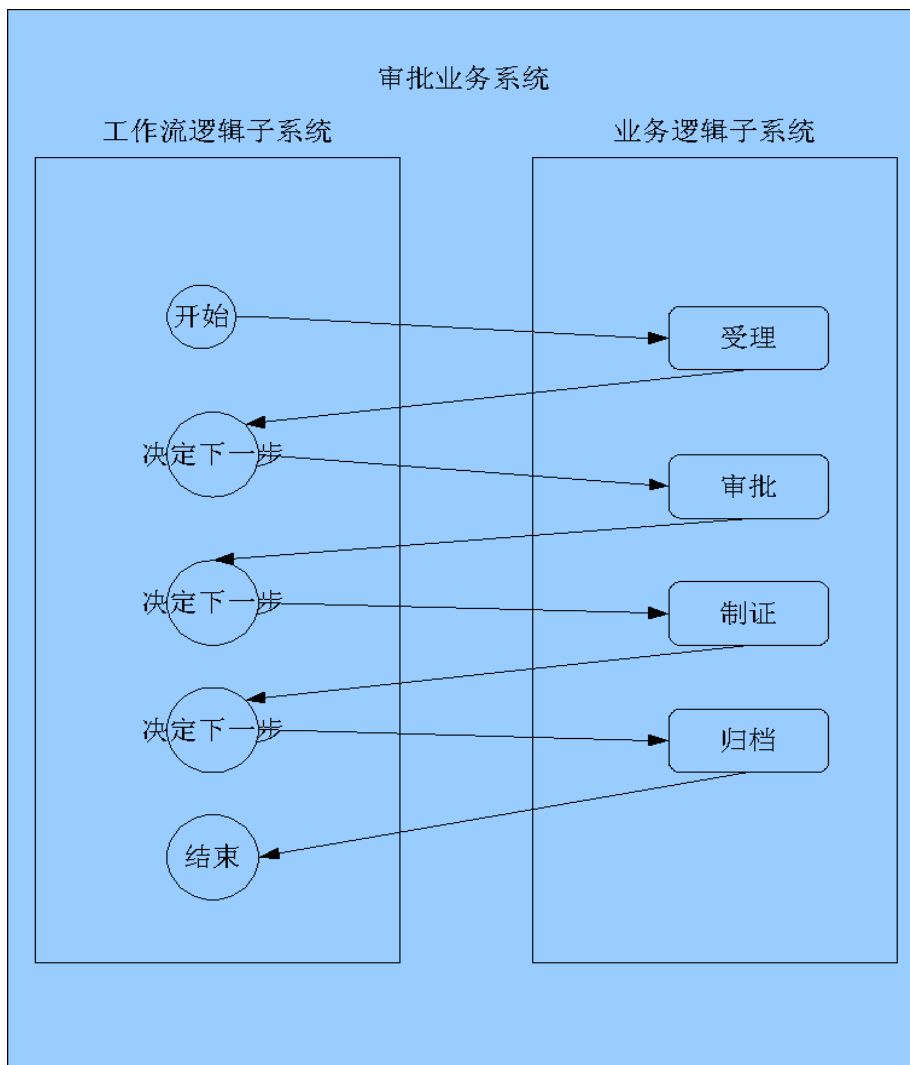 审批业务系统
工作流逻辑子系统
业务逻辑子系统
开始
受理
决定下一步
审批
决定下一步
制证
决定下一步
归档
结束